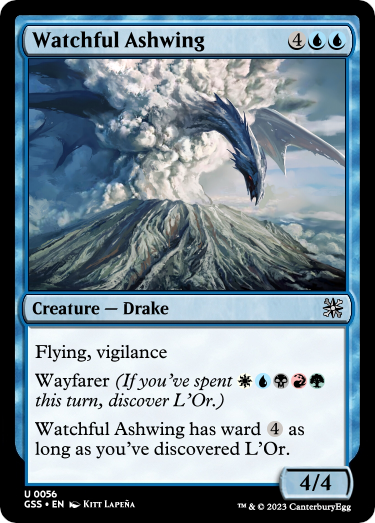 Watchful Ashwing 4
Creature — Drake
Flying, vigilance
Wayfarer (If you've spent
this turn, discover L'Or.)
Watchful Ashwing has ward 4 as
long as you've discovered L'Or.
4/4
U 0056
GSS • EN Kitt Lapeña
™ & © 2023 CanterburyEgg